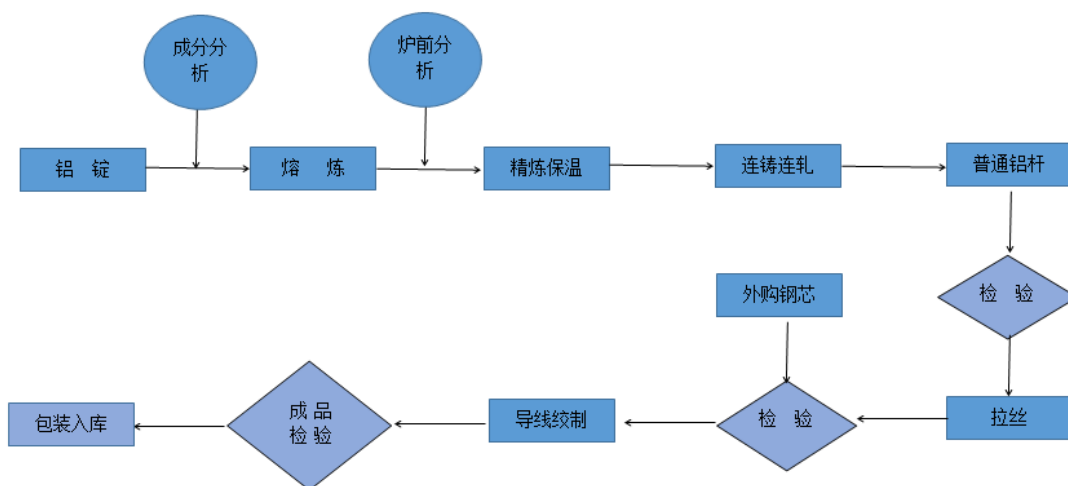 成分分
析
炉前分
析
铝 锭
熔 炼
精炼保温
连铸连轧
普通铝杆
检 验
外购钢芯
包装入库
成 品
检 验
导线绞制
检 验
拉丝